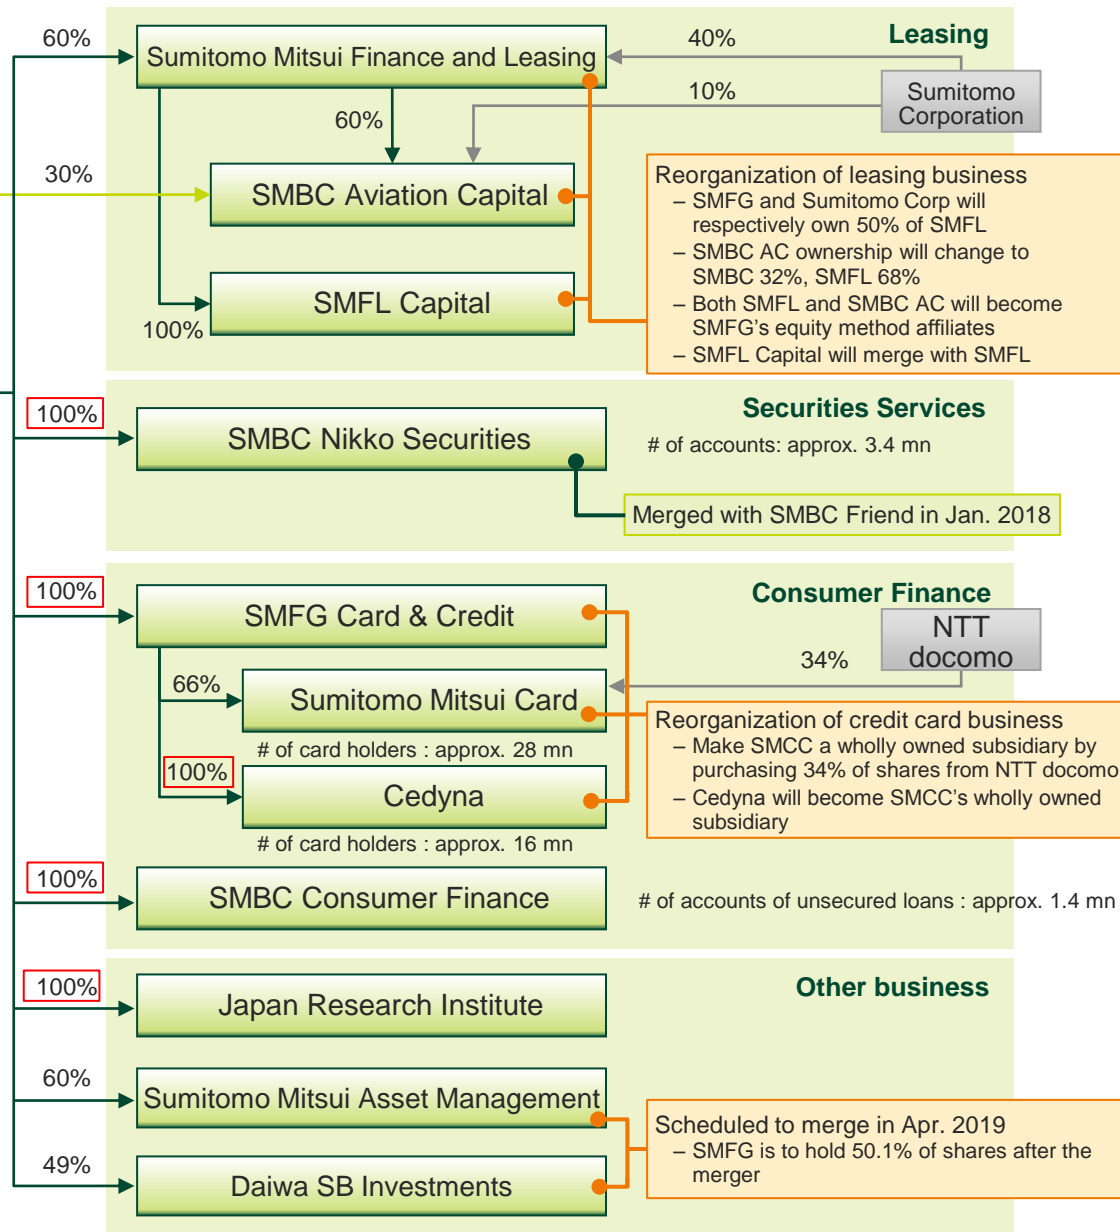 Leasing
60%
Sumitomo Mitsui Finance and Leasing
40%
Sumitomo
Corporation
10%
60%
30%
SMBC Aviation Capital
SMFL Capital
100%
Reorganization of leasing business
– SMFG and Sumitomo Corp will
respectively own 50% of SMFL
– SMBC AC ownership will change to
SMBC 32%, SMFL 68%
– Both SMFL and SMBC AC will become
SMFG's equity method affiliates
– SMFL Capital will merge with SMFL
Securities Services
100%
SMBC Nikko Securities
# of accounts: approx. 3.4 mn
Merged with SMBC Friend in Jan. 2018
Consumer Finance
100%
SMFG Card & Credit
NTT
docomo
34%
66%
Sumitomo Mitsui Card
# of card holders : approx. 28 mn
100%
Cedyna
# of card holders : approx. 16 mn
Reorganization of credit card business
– Make SMCC a wholly owned subsidiary by
purchasing 34% of shares from NTT docomo
– Cedyna will become SMCC's wholly owned
subsidiary
100%
SMBC Consumer Finance
# of accounts of unsecured loans : approx. 1.4 mn
Other business
100%
Japan Research Institute
60%
Sumitomo Mitsui Asset Management
49%
Daiwa SB Investments
Scheduled to merge in Apr. 2019
– SMFG is to hold 50.1% of shares after the
merger